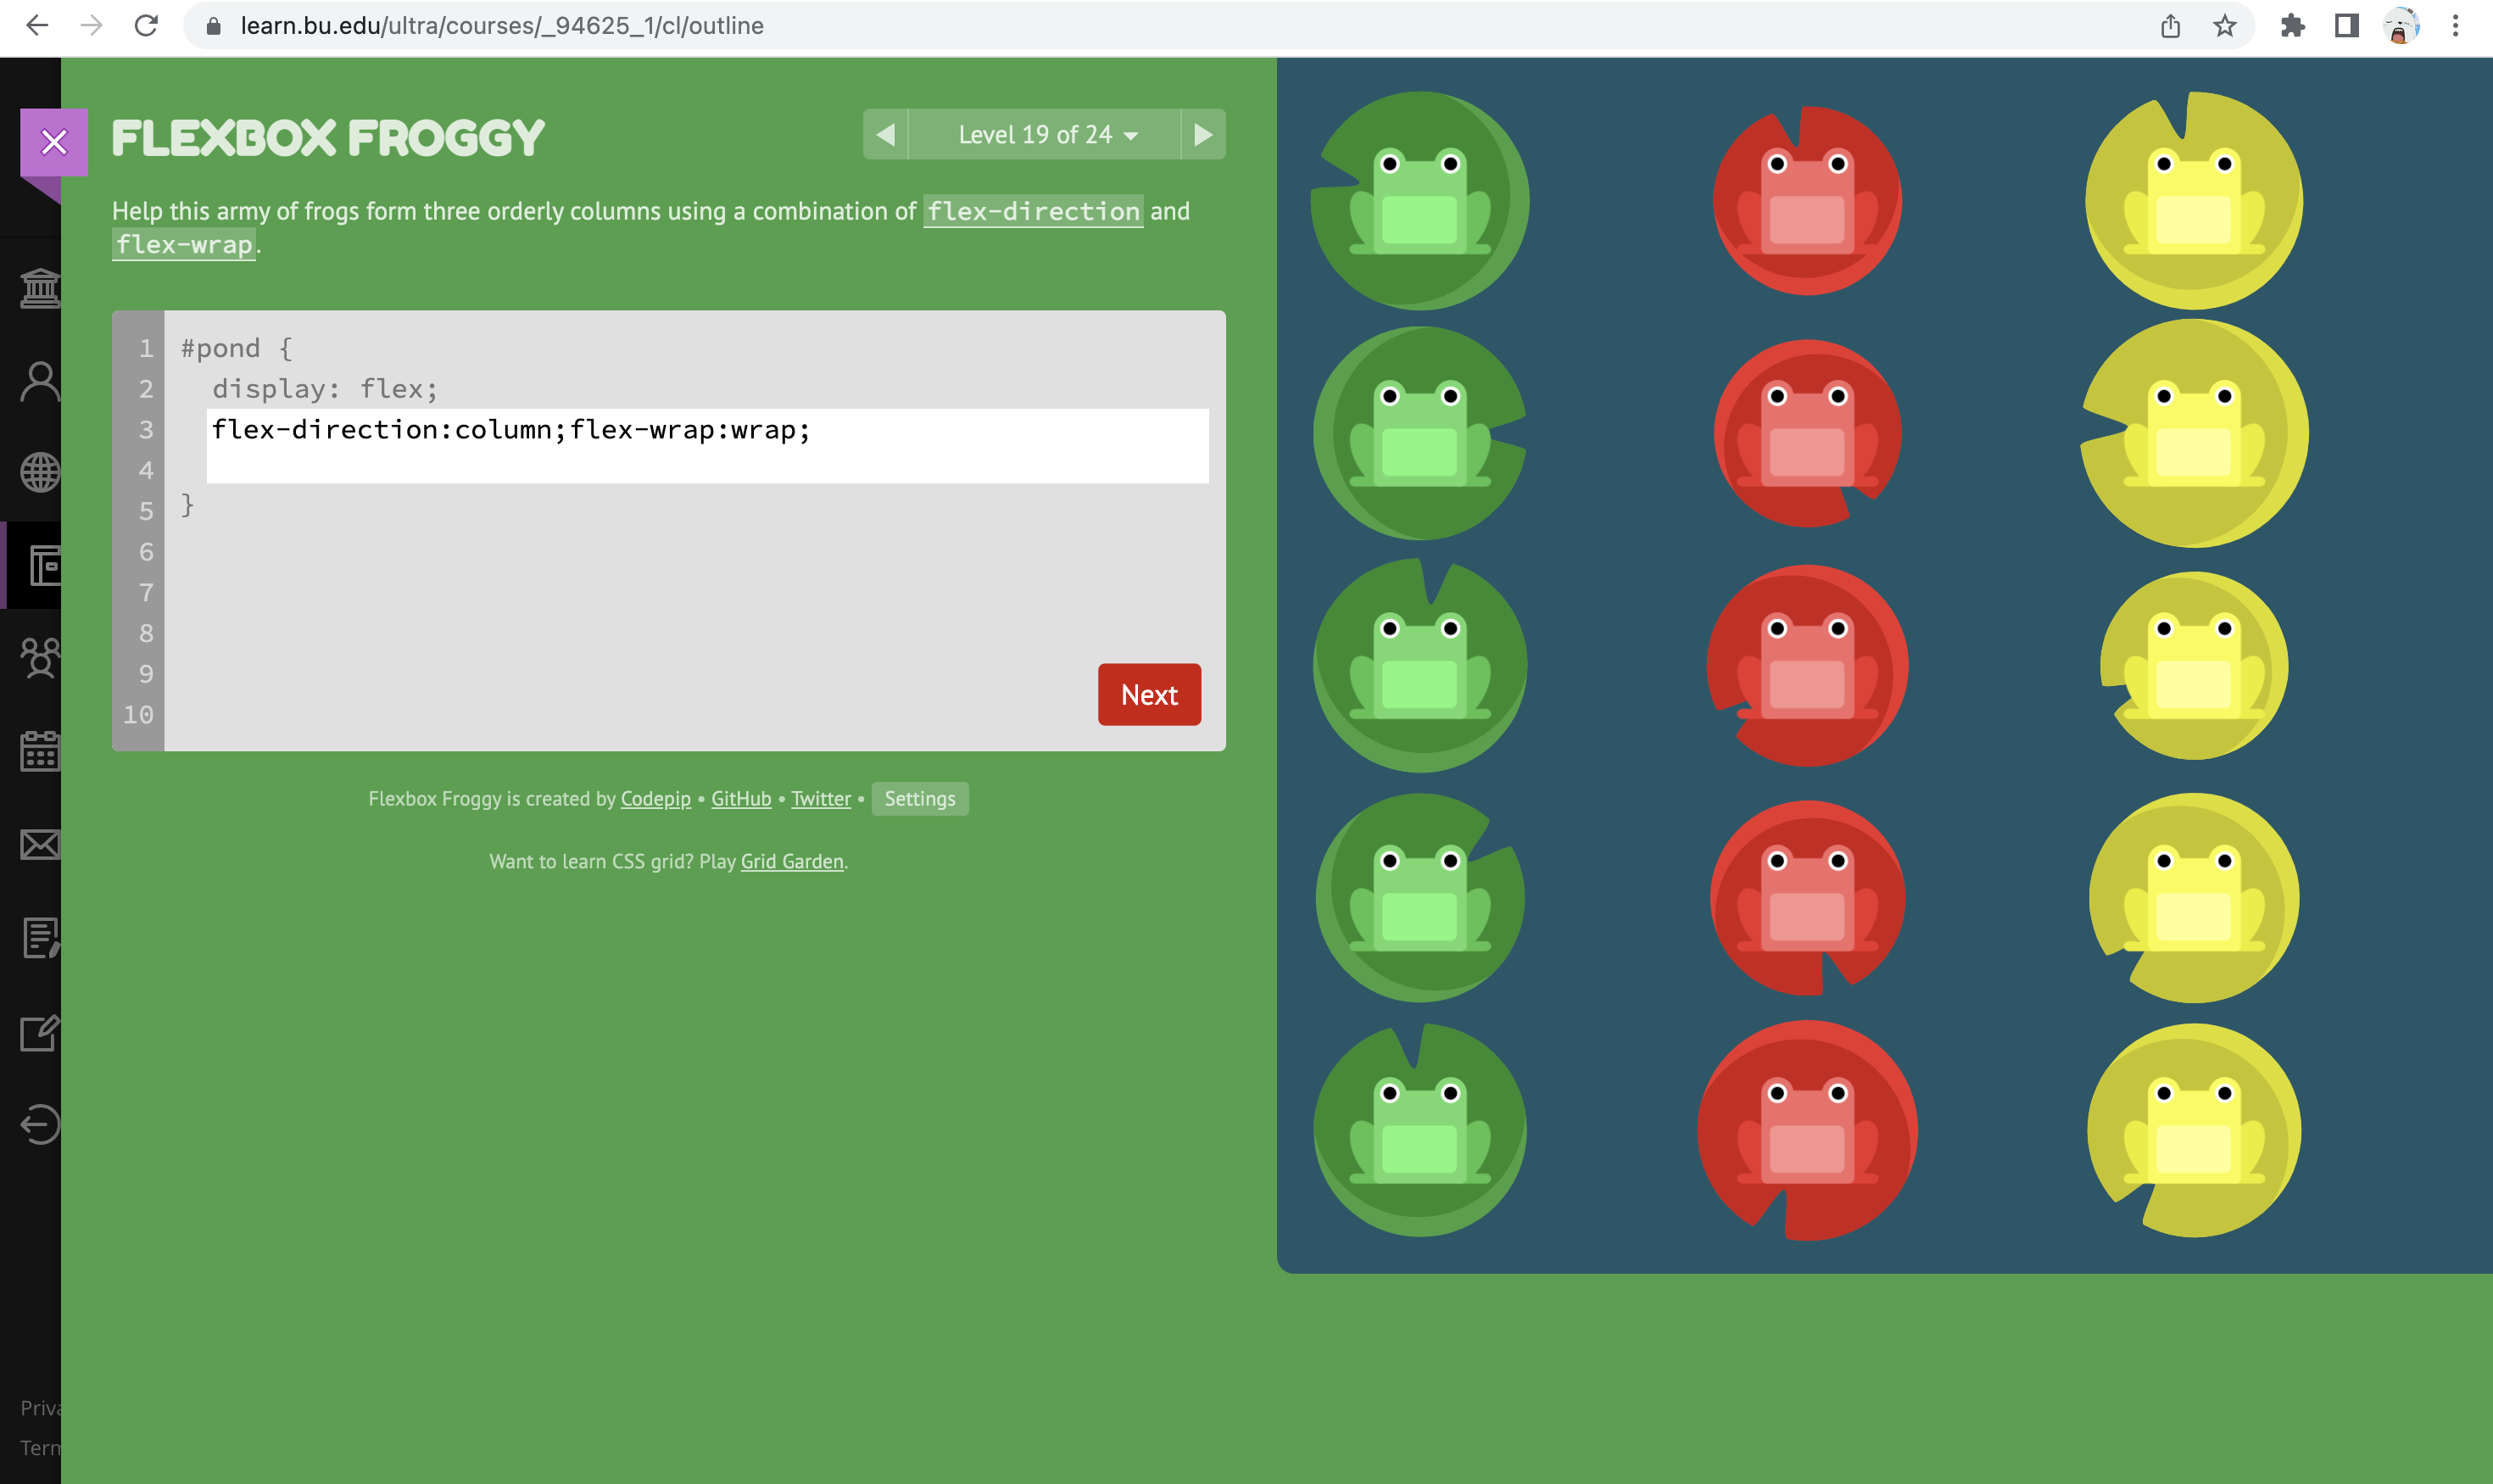 learn.bu.edu/ultra/courses/_94625_1/cl/outline
FLEXBOX FROGGY
Level 19 of 24
Help this army of frogs form three orderly columns using a combination of flex-direction and
flex-wrap.
1 #pond {
2 display: flex;
3 flex-direction:column;flex-wrap:wrap;
4
5 }
6
7
8
9
10
Next
Flexbox Froggy is created by Codepip • GitHub • Twitter • Settings
Want to learn CSS grid? Play Grid Garden.
Priva
Term